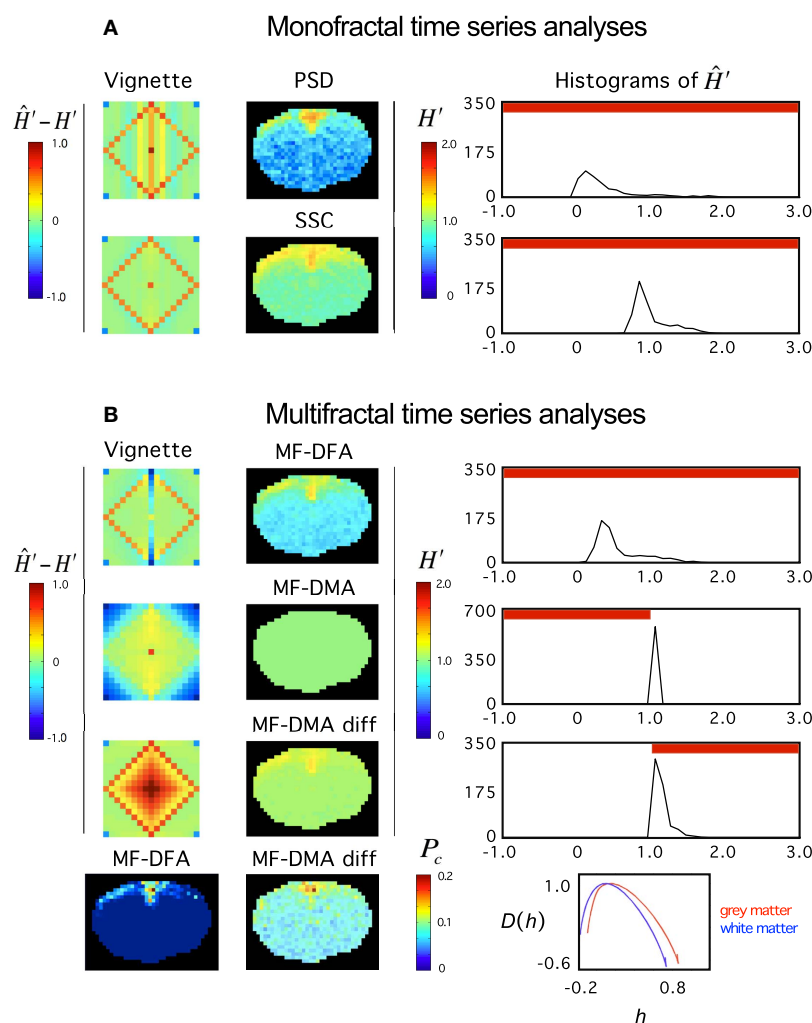 A Monofractal time series analyses
Vignette PSD Histograms of Ĥ'
Ĥ' – H' H'
1.0
0
-1.0
2.0
1.0
0
350
175
0
-1.0 0 1.0 2.0 3.0
SSC
350
175
0
-1.0 0 1.0 2.0 3.0
B Multifractal time series analyses
Vignette MF-DFA
350
175
0
-1.0 0 1.0 2.0 3.0
Ĥ' – H' H'
1.0
0
-1.0
2.0
1.0
0
MF-DMA
700
350
0
-1.0 0 1.0 2.0 3.0
MF-DMA diff
350
175
0
-1.0 0 1.0 2.0 3.0
MF-DFA MF-DMA diff
Pc
0.2
0.1
0
1.0
D(h)
-0.6
-0.2 0.8
h
grey matter
white matter